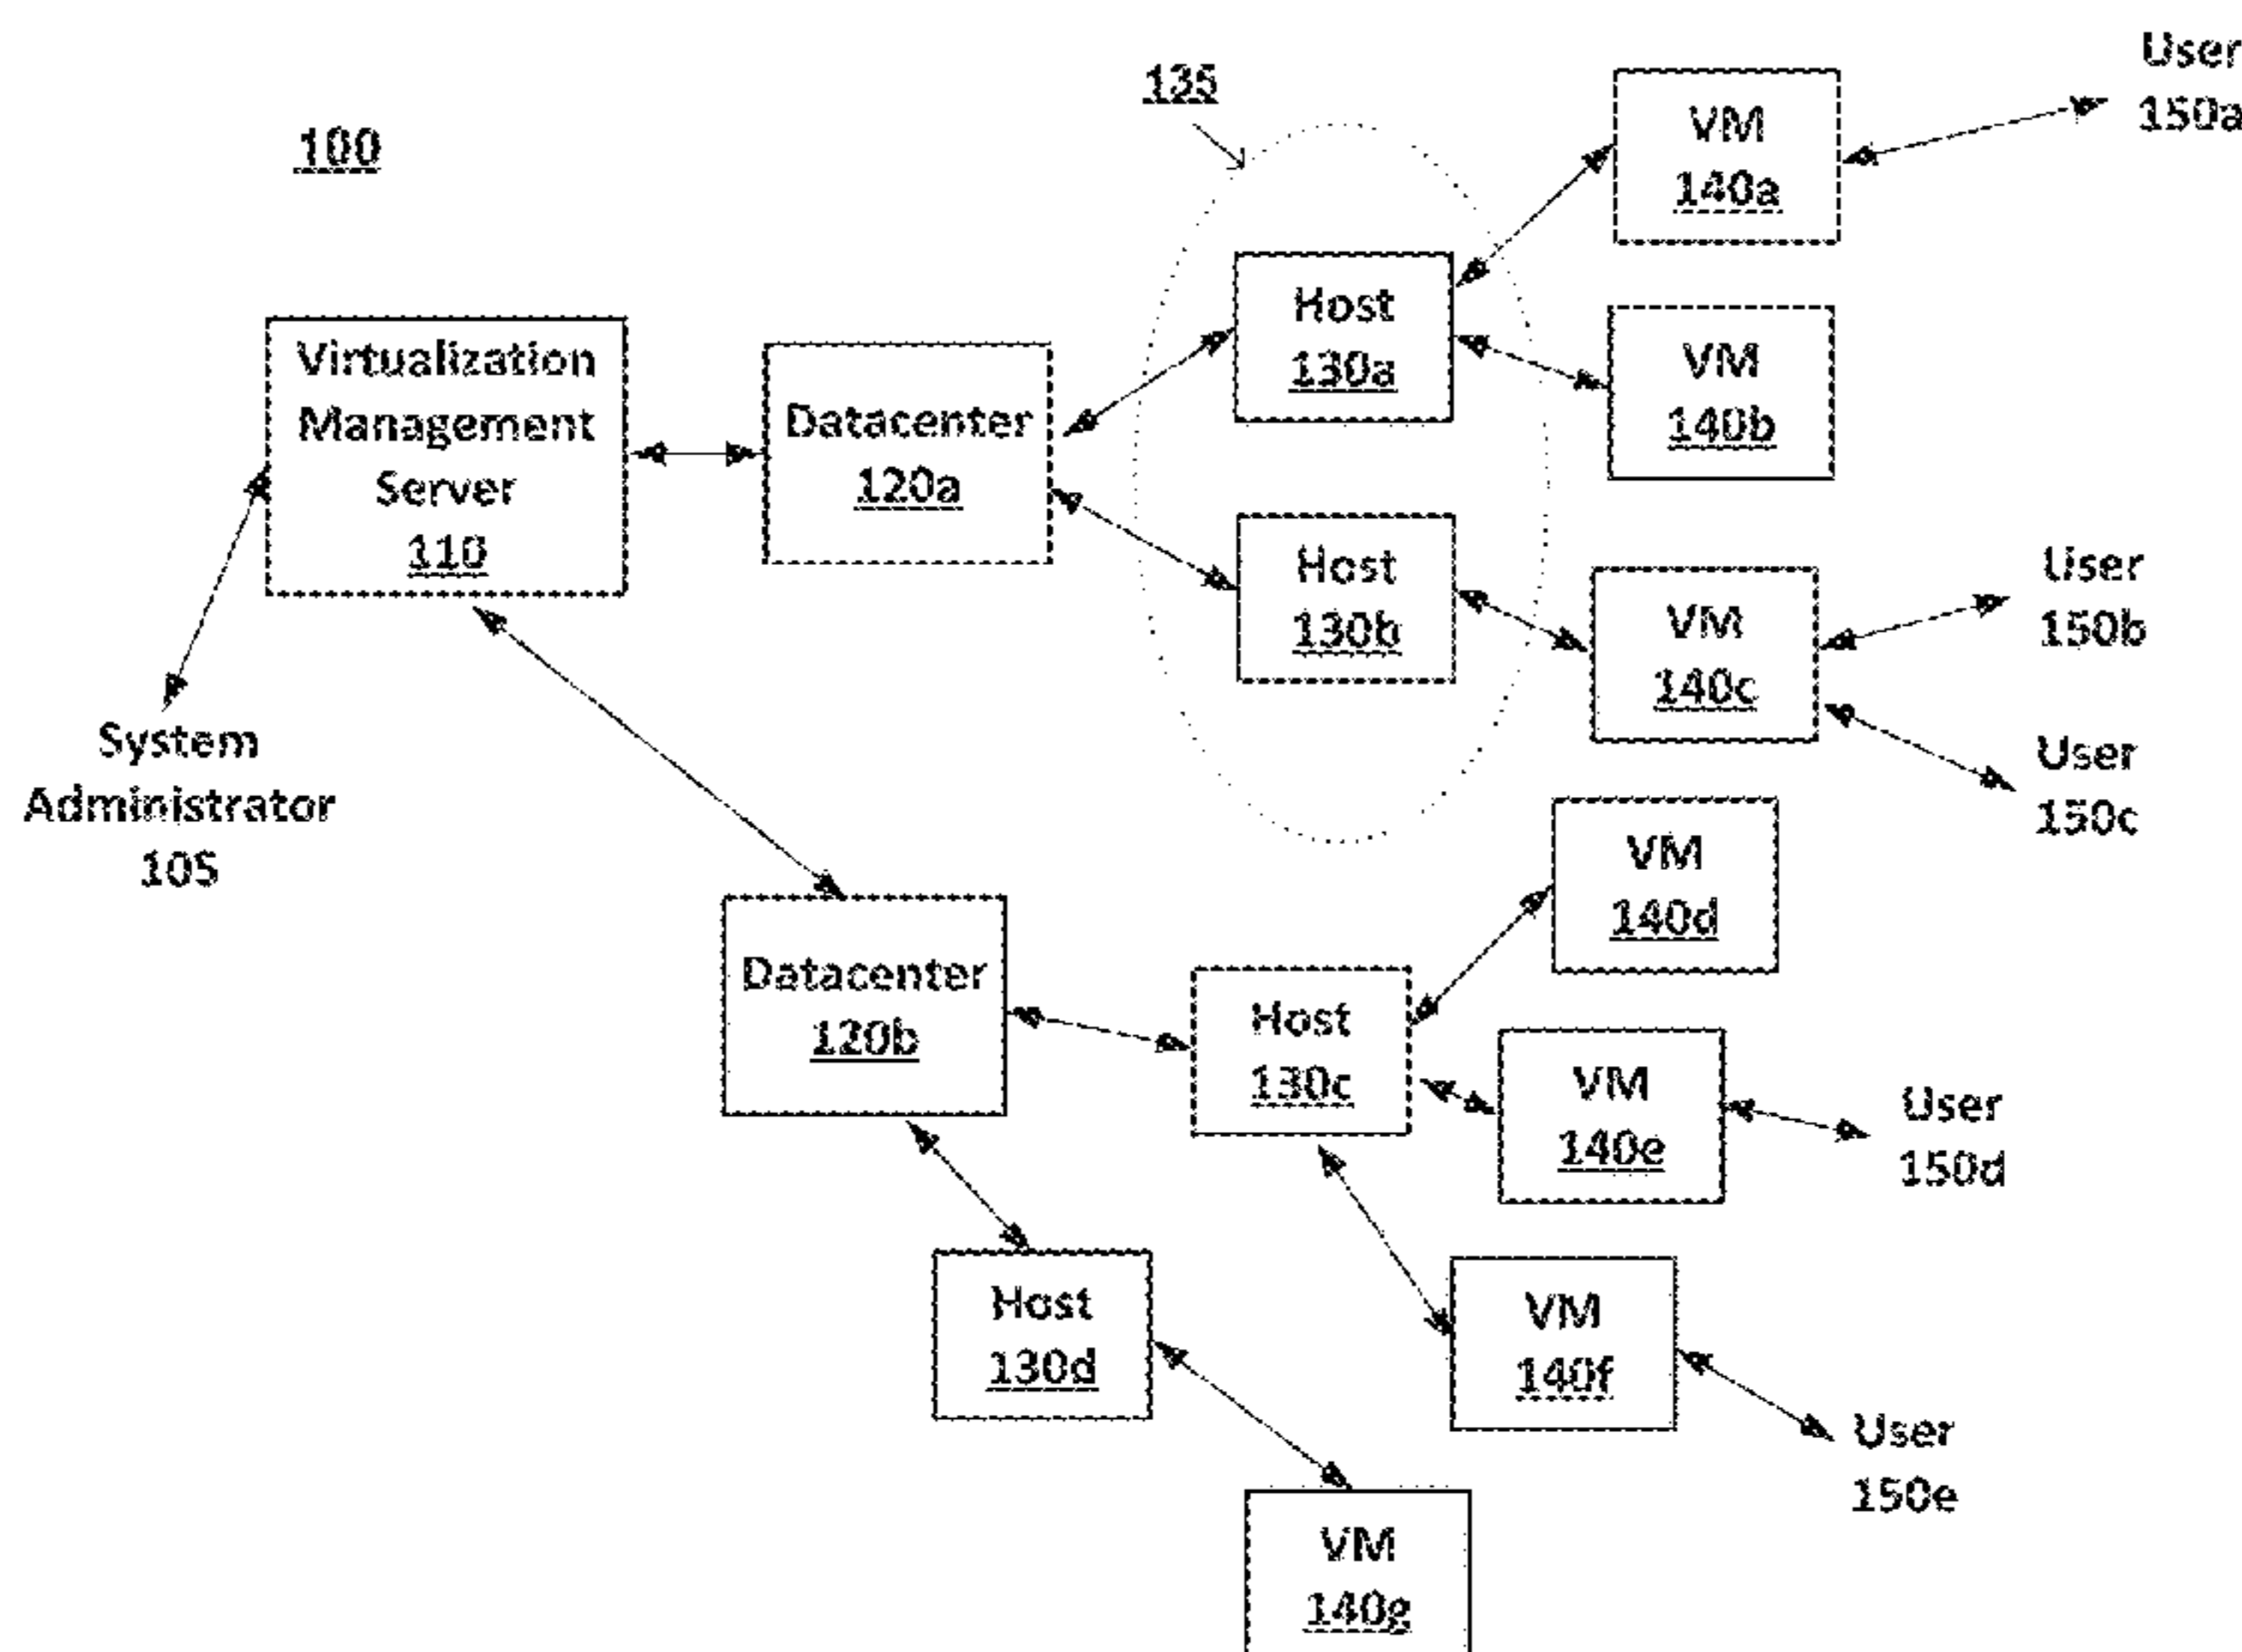 100
135
User
150a
VM
140a
Host
130a
VM
140b
Virtualization
Management
Server
110
Datacenter
120a
Host
130b
VM
140c
User
150b
User
150c
System
Administrator
105
VM
140d
Datacenter
120b
Host
130c
VM
140e
User
150d
Host
130d
VM
140f
User
150e
VM
140g